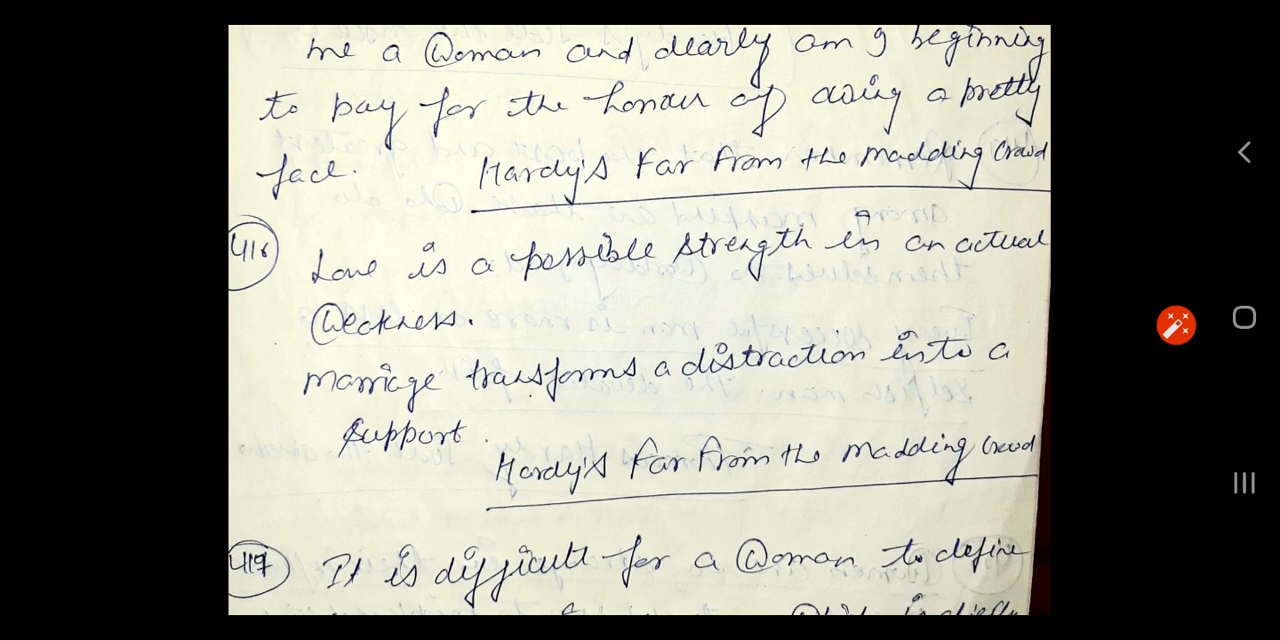 me a Woman and dearly am I beginning
to pay for the honour of owing a pretty
face.
Hardy's Far From the Madding Crowd
416
Love is a possible strength in an actual
Weakness.
Marriage transforms a distraction into a
Support.
Hardy's Far From the Madding Crowd
417
It is difficult for a Woman to define